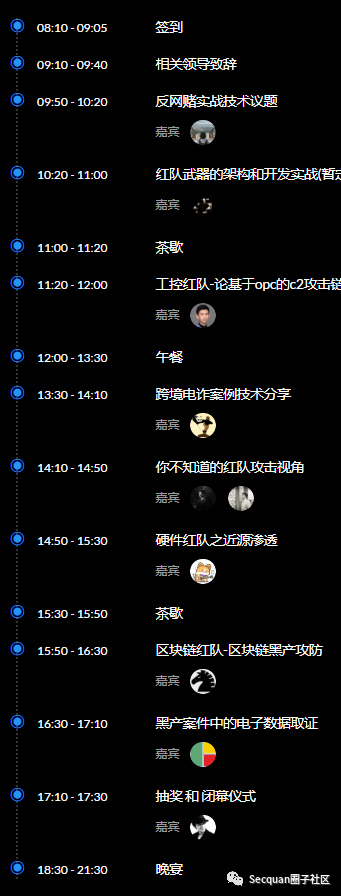 08:10 - 09:05 签到
09:10 - 09:40 相关领导致辞
09:50 - 10:20 反网赌实战技术议题
嘉宾
10:20 - 11:00 红队武器的架构和开发实战(暂定
嘉宾
11:00 - 11:20 茶歇
11:20 - 12:00 工控红队-论基于opc的c2攻击链
嘉宾
12:00 - 13:30 午餐
13:30 - 14:10 跨境电诈案例技术分享
嘉宾
14:10 - 14:50 你不知道的红队攻击视角
嘉宾
14:50 - 15:30 硬件红队之近源渗透
嘉宾
15:30 - 15:50 茶歇
15:50 - 16:30 区块链红队-区块链黑产攻防
嘉宾
16:30 - 17:10 黑产案件中的电子数据取证
嘉宾
17:10 - 17:30 抽奖 和 闭幕仪式
嘉宾
18:30 - 21:30 晚宴
Secquan圈子社区